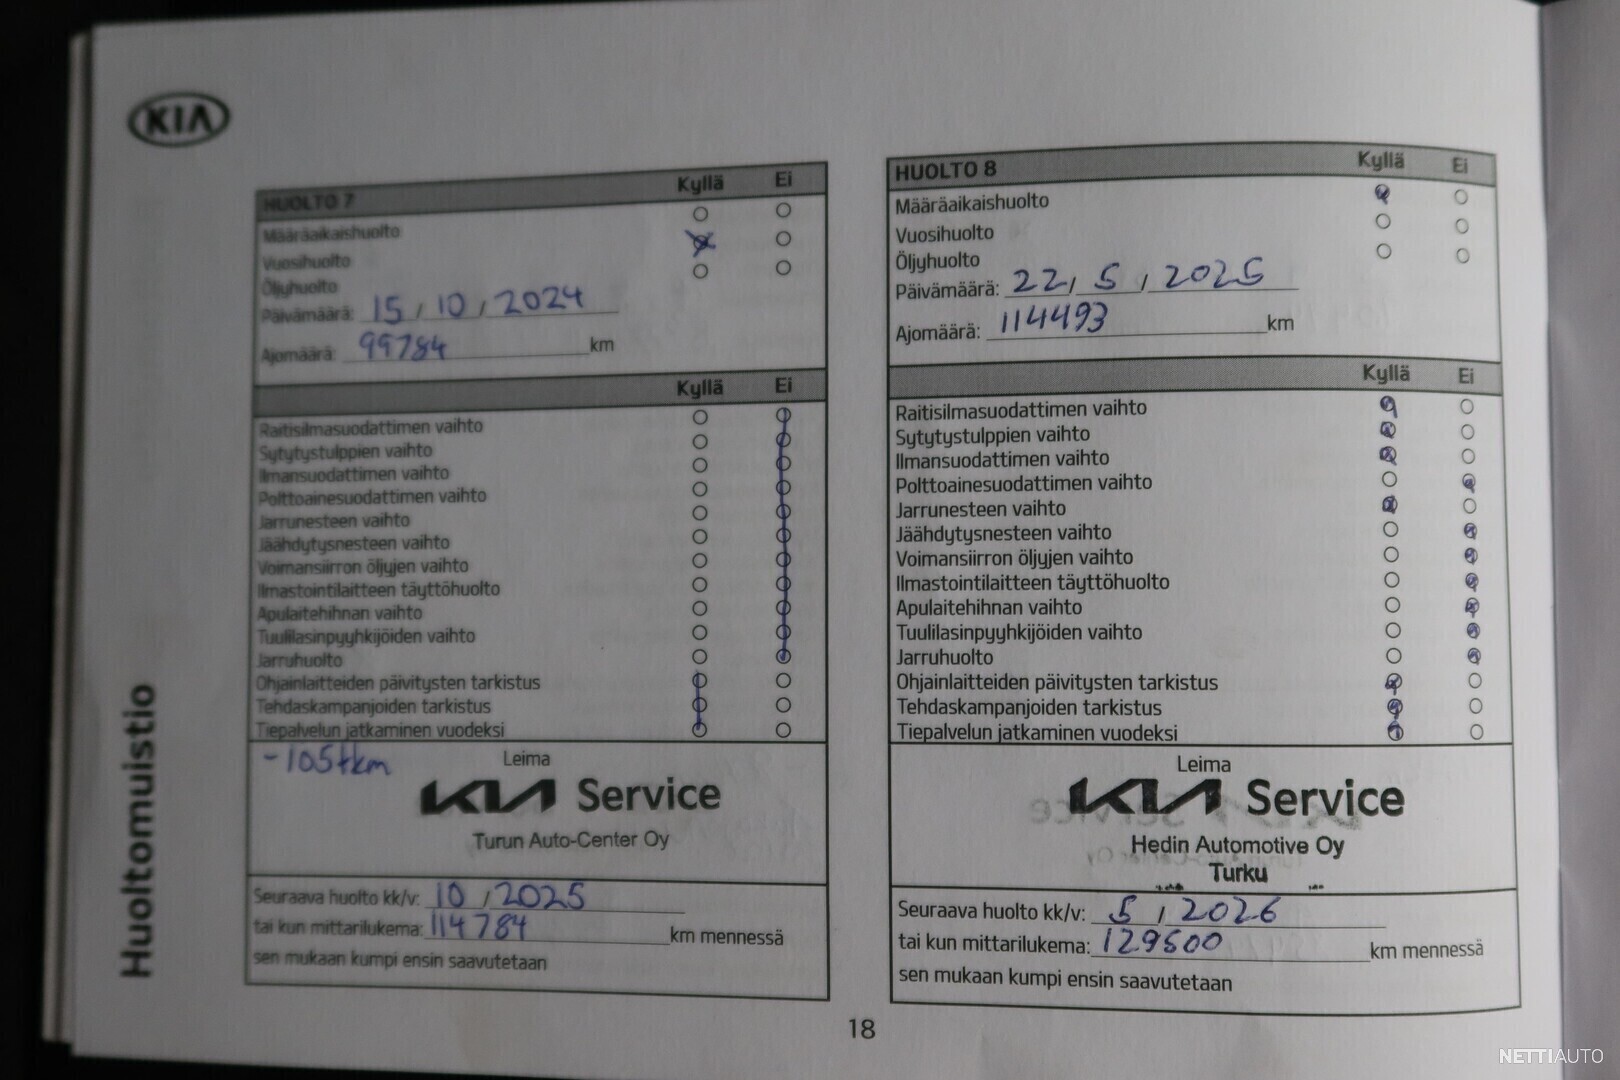 KIA
HUOLTO 7 Kyllä Ei
Määräaikaishuolto
Vuosihuolto
Öljyhuolto
Päivämäärä: 15 / 10 / 2024
Ajomäärä: 99784 km
Kyllä Ei
Raitisilmasuodattimen vaihto
Sytytystulppien vaihto
Ilmansuodattimen vaihto
Polttoainesuodattimen vaihto
Jarrunesteen vaihto
Jäähdytysnesteen vaihto
Voimansiirron öljyjen vaihto
Ilmastointilaitteen täyttöhuolto
Apulaitehihnan vaihto
Tuulilasinpyyhkijöiden vaihto
Jarruhuolto
Ohjainlaitteiden päivitysten tarkistus
Tehdaskampanjoiden tarkistus
Tiepalvelun jatkaminen vuodeksi
-105tkm
Leima
KIA Service
Turun Auto-Center Oy
Seuraava huolto kk/v: 10 / 2025
tai kun mittarilukema: 114784 km mennessä
sen mukaan kumpi ensin saavutetaan
HUOLTO 8 Kyllä Ei
Määräaikaishuolto
Vuosihuolto
Öljyhuolto
Päivämäärä: 22 / 5 / 2025
Ajomäärä: 114493 km
Kyllä Ei
Raitisilmasuodattimen vaihto
Sytytystulppien vaihto
Ilmansuodattimen vaihto
Polttoainesuodattimen vaihto
Jarrunesteen vaihto
Jäähdytysnesteen vaihto
Voimansiirron öljyjen vaihto
Ilmastointilaitteen täyttöhuolto
Apulaitehihnan vaihto
Tuulilasinpyyhkijöiden vaihto
Jarruhuolto
Ohjainlaitteiden päivitysten tarkistus
Tehdaskampanjoiden tarkistus
Tiepalvelun jatkaminen vuodeksi
Leima
KIA Service
Hedin Automotive Oy
Turku
Seuraava huolto kk/v: 5 / 2026
tai kun mittarilukema: 129500 km mennessä
sen mukaan kumpi ensin saavutetaan
Huoltomuistio
18
NETTIAUTO